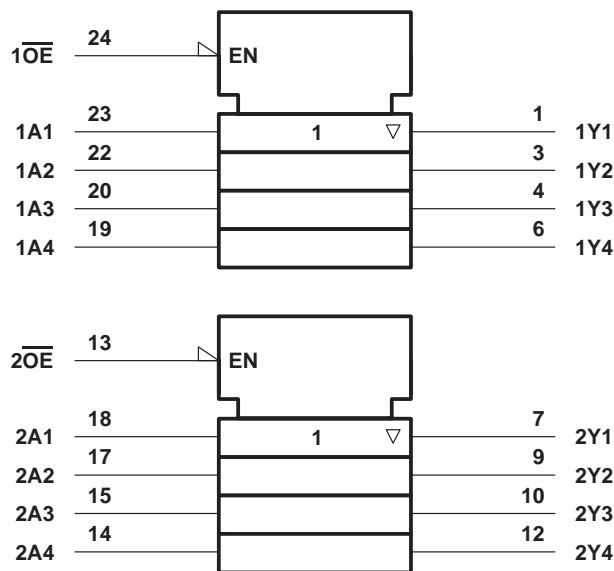 1O̅E̅ 24 EN
1A1 23 1 ▽ 1 1Y1
1A2 22 3 1Y2
1A3 20 4 1Y3
1A4 19 6 1Y4
2O̅E̅ 13 EN
2A1 18 1 ▽ 7 2Y1
2A2 17 9 2Y2
2A3 15 10 2Y3
2A4 14 12 2Y4